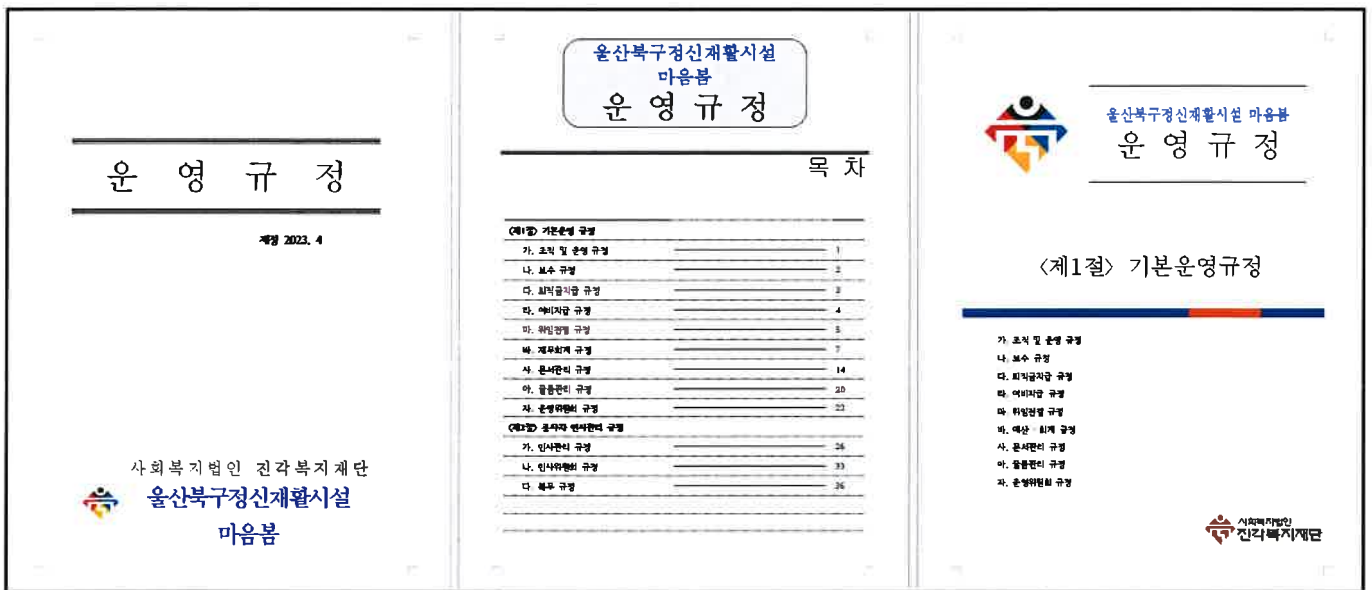 운 영 규 정
제정 2023. 4
사회복지법인 진각복지재단
울산북구정신재활시설
마음봄
울산북구정신재활시설
마음봄
운 영 규 정
목 차
〈제1절〉 기본운영 규정
가. 조직 및 운영 규정 1
나. 보수 규정 2
다. 퇴직금지급 규정 3
라. 여비지급 규정 4
마. 위임전결 규정 5
바. 재무회계 규정 7
사. 문서관리 규정 14
아. 물품관리 규정 20
자. 운영위원회 규정 22
〈제2절〉 종사자 인사관리 규정
가. 인사관리 규정 26
나. 인사위원회 규정 33
다. 복무 규정 36
울산북구정신재활시설 마음봄
운 영 규 정
〈제1절〉 기본운영규정
가. 조직 및 운영 규정
나. 보수 규정
다. 퇴직금지급 규정
라. 여비지급 규정
마. 위임전결 규정
바. 예산 · 회계 규정
사. 문서관리 규정
아. 물품관리 규정
자. 운영위원회 규정
사회복지법인
진각복지재단